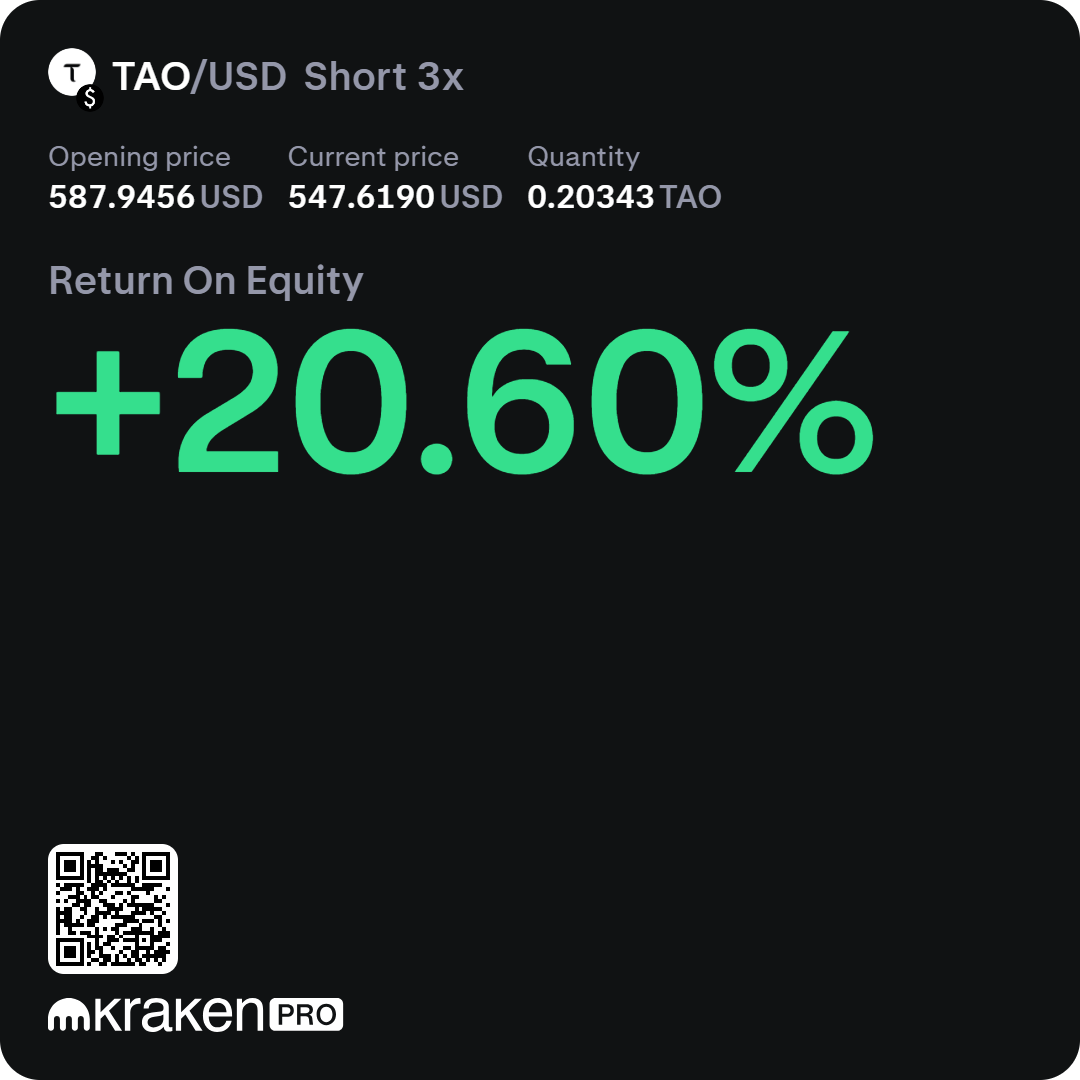 TAO/USD Short 3x
Opening price Current price Quantity
587.9456 USD 547.6190 USD 0.20343 TAO
Return On Equity
+20.60%
kraken PRO